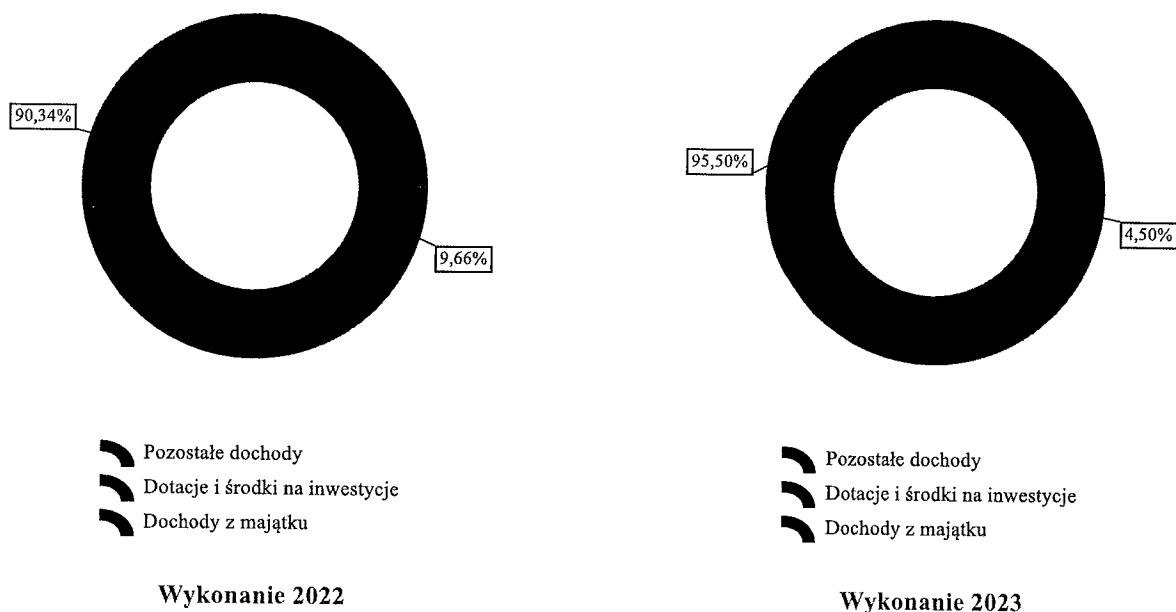 90,34%
9,66%
Pozostałe dochody
Dotacje i środki na inwestycje
Dochody z majątku
Wykonanie 2022
95,50%
4,50%
Pozostałe dochody
Dotacje i środki na inwestycje
Dochody z majątku
Wykonanie 2023